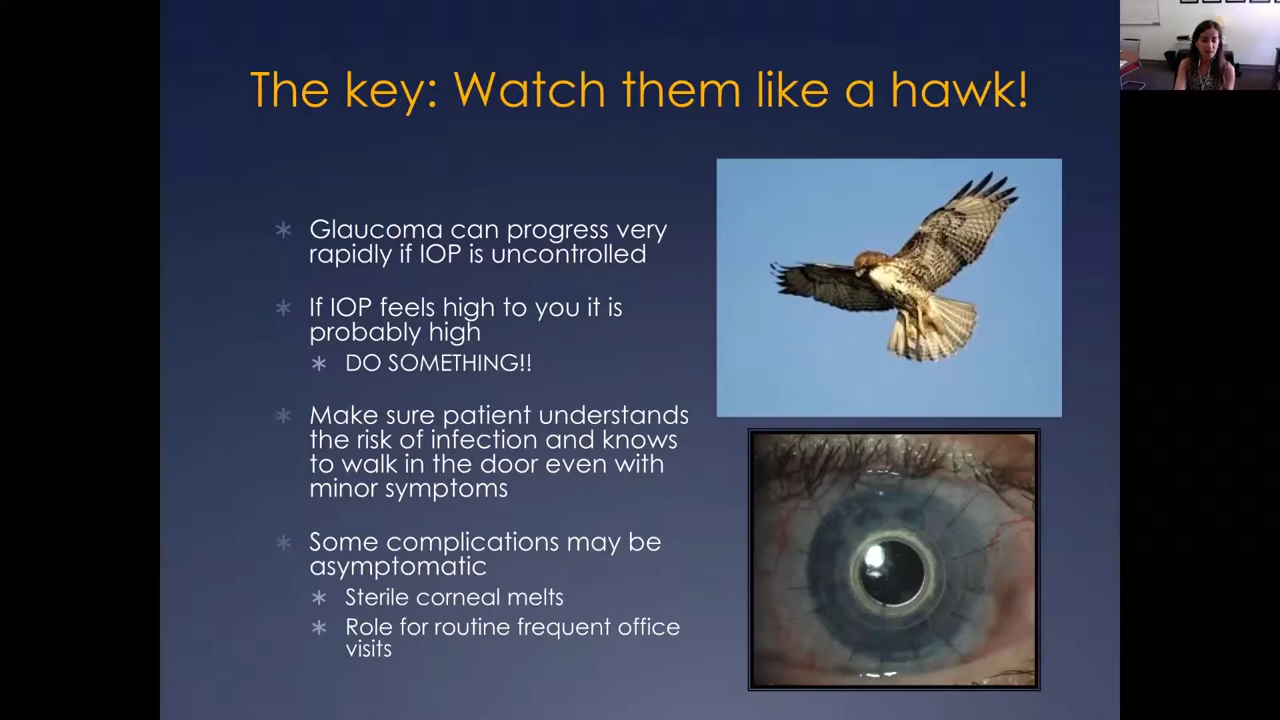 The key: Watch them like a hawk!
* Glaucoma can progress very
rapidly if IOP is uncontrolled
* If IOP feels high to you it is
probably high
* DO SOMETHING!!
* Make sure patient understands
the risk of infection and knows
to walk in the door even with
minor symptoms
* Some complications may be
asymptomatic
* Sterile corneal melts
* Role for routine frequent office
visits